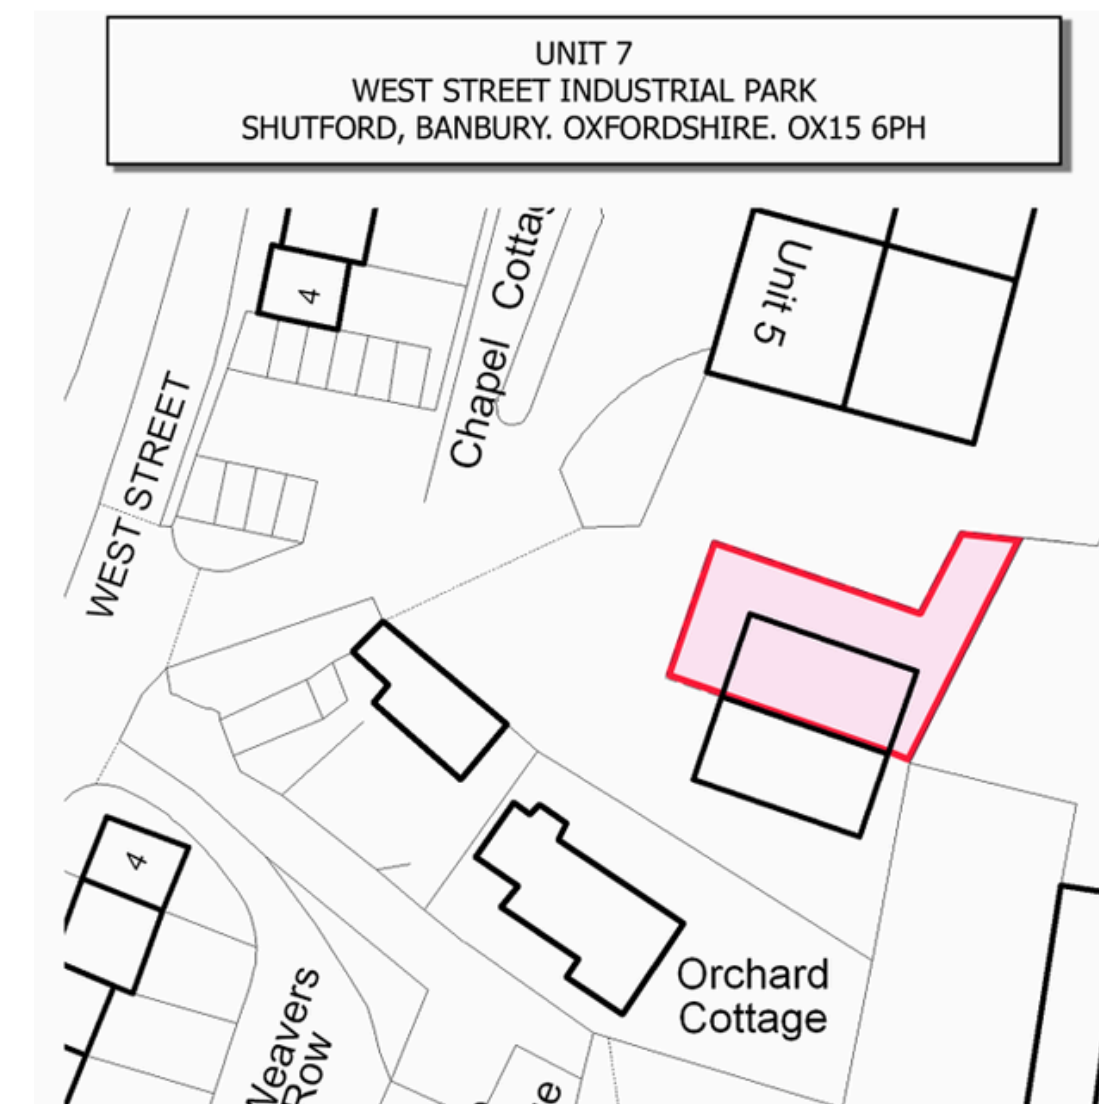 UNIT 7
WEST STREET INDUSTRIAL PARK
SHUTFORD, BANBURY. OXFORDSHIRE. OX15 6PH
4
Chapel
Unit 5
WEST STREET
4
Orchard
Cottage
Row